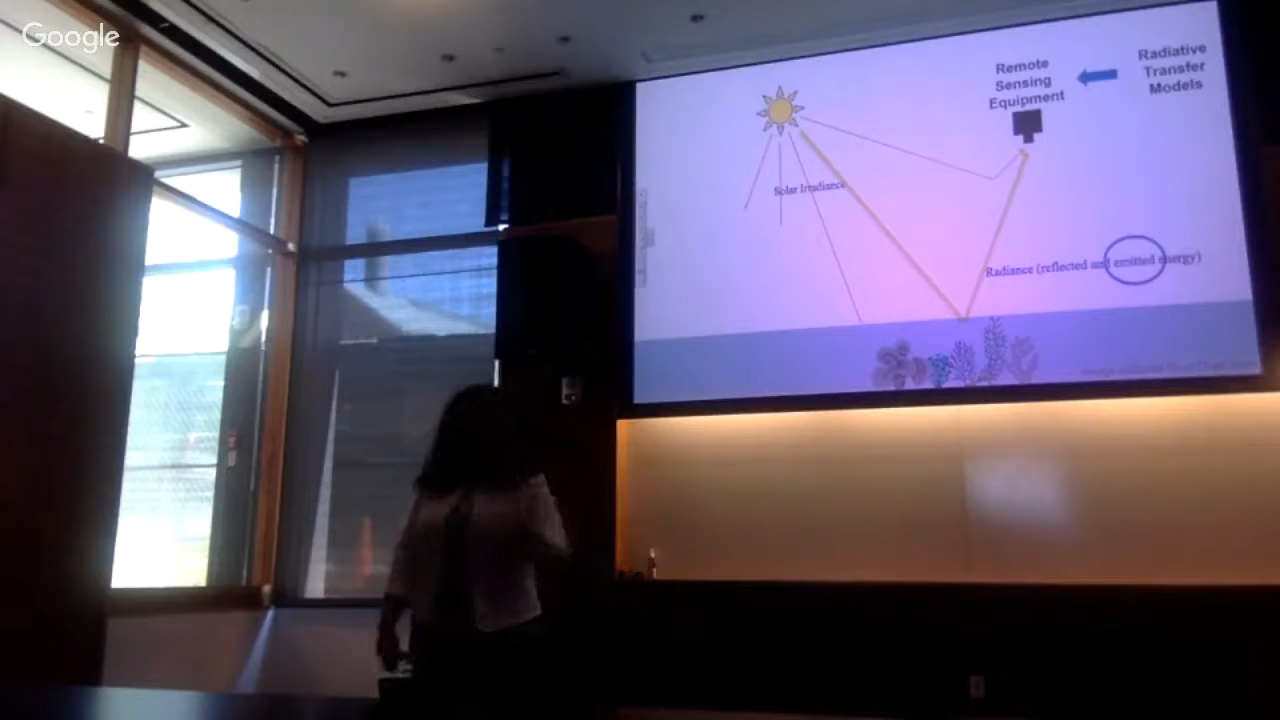 Google
Remote
Sensing
Equipment
Radiative
Transfer
Models
Solar Irradiance
Radiance (reflected and emitted energy)